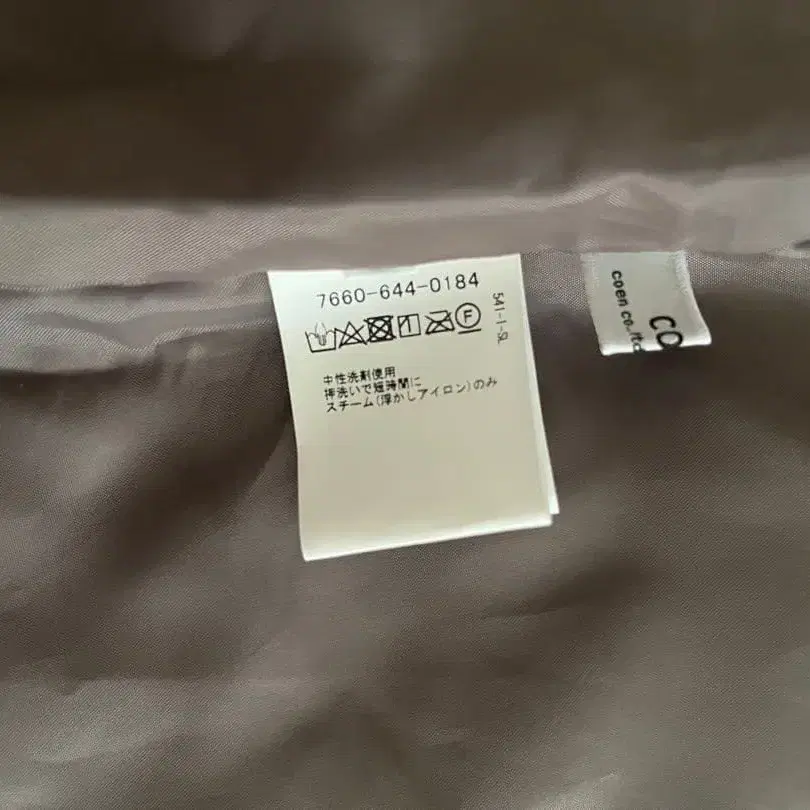 7660-644-0184
541-1-SL
F
中性洗剤使用
押洗いで短時間に
スチーム(浮かしアイロン)のみ
coen co.,ltd
CO